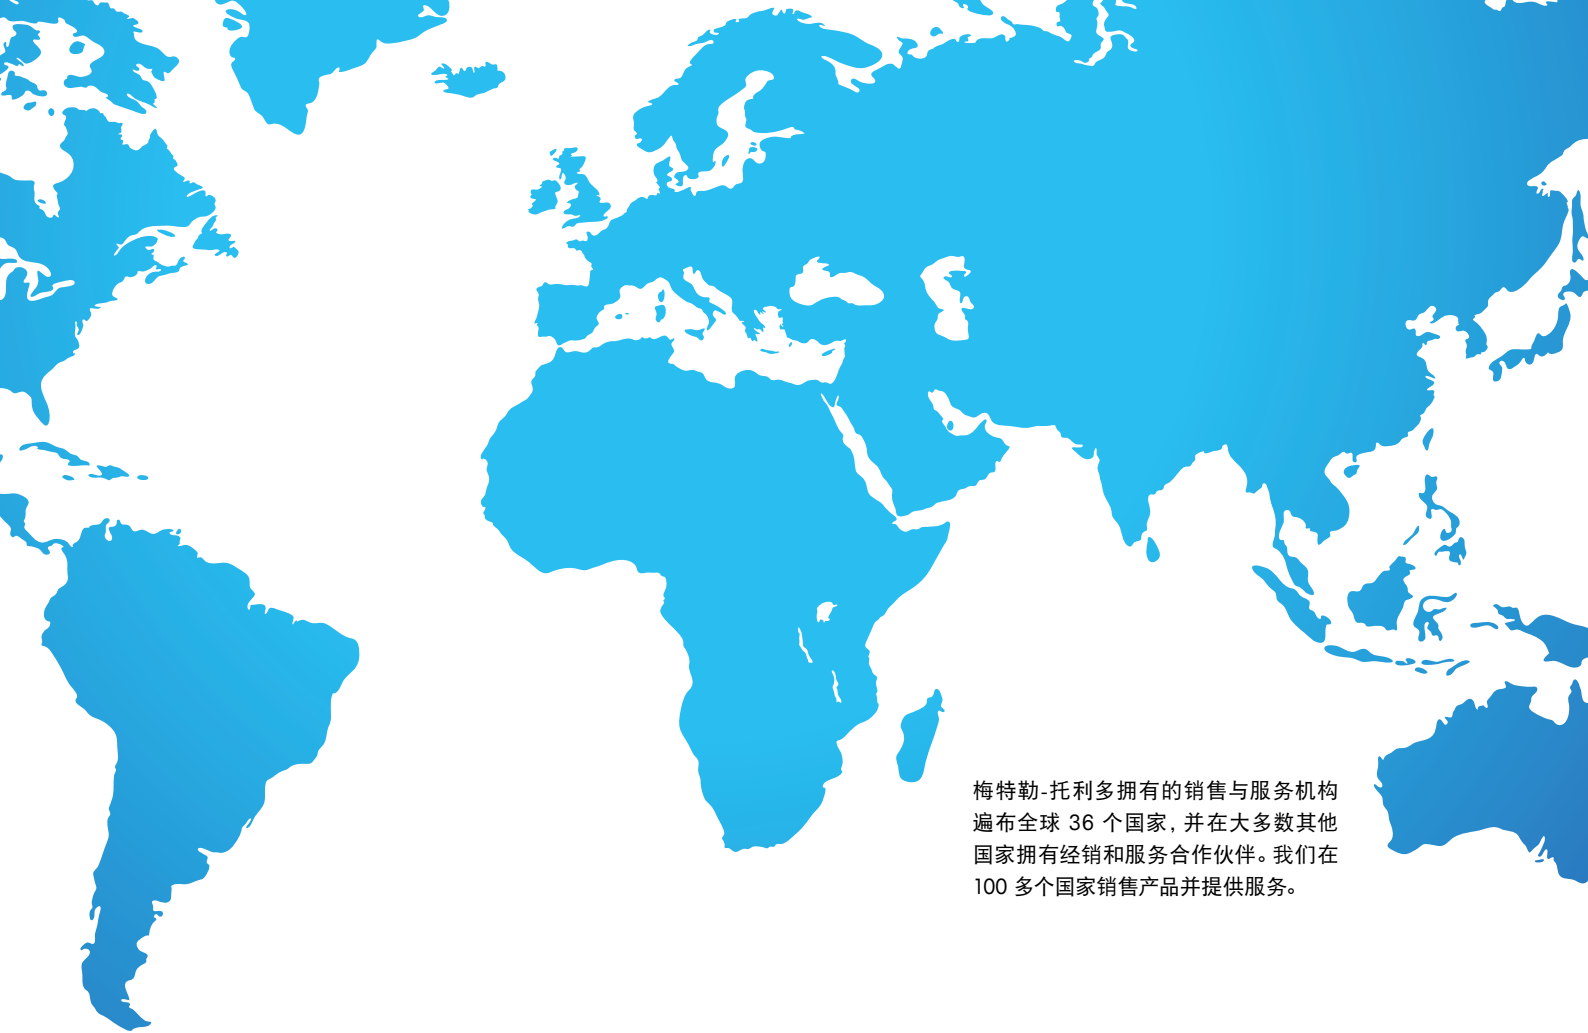 梅特勒-托利多拥有的销售与服务机构
遍布全球 36 个国家，并在大多数其他
国家拥有经销和服务合作伙伴。我们在
100 多个国家销售产品并提供服务。